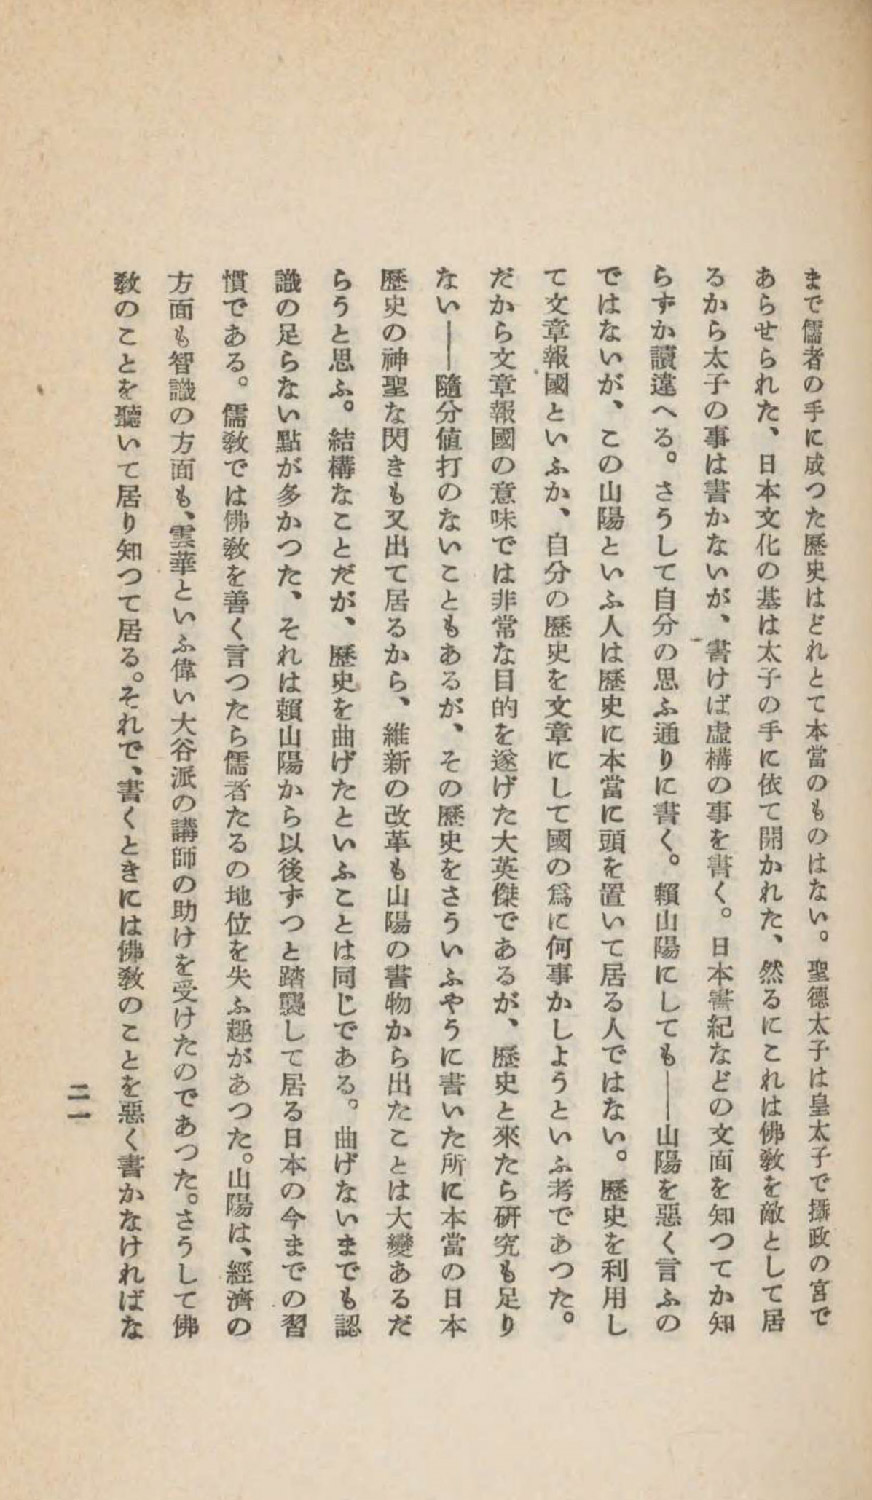 まで儒者の手に成つた歷史はどれとて本當のものはない。聖德太子は皇太子で攝政の宮で
あらせられた、日本文化の基は太子の手に依て開かれた、然るにこれは佛敎を敵として居
るから太子の事は書かないが、書けば虛構の事を書く。日本書紀などの文面を知つてか知
らずか讀違へる。さうして自分の思ふ通りに書く。賴山陽にしても——山陽を惡く言ふの
ではないが、この山陽といふ人は歷史に本當に頭を置いて居る人ではない。歷史を利用し
て文章報國といふか、自分の歷史を文章にして國の爲に何事かしようといふ考であつた。
だから文章報國の意味では非常な目的を遂げた大英傑であるが、歷史と來たら硏究も足り
ない——隨分値打のないこともあるが、その歷史をさういふやうに書いた所に本當の日本
歷史の神聖な閃きも又出て居るから、維新の改革も山陽の書物から出たことは大變あるだ
らうと思ふ。結構なことだが、歷史を曲げたといふことは同じである。曲げないまでも認
識の足らない點が多かつた、それは賴山陽から以後ずつと踏襲して居る日本の今までの習
慣である。儒敎では佛敎を善く言つたら儒者たるの地位を失ふ趣があつた。山陽は、經濟の
方面も智識の方面も、雲華といふ偉い大谷派の講師の助けを受けたのであつた。さうして佛
敎のことを聽いて居り知つて居る。それで、書くときには佛敎のことを惡く書かなければな
二一